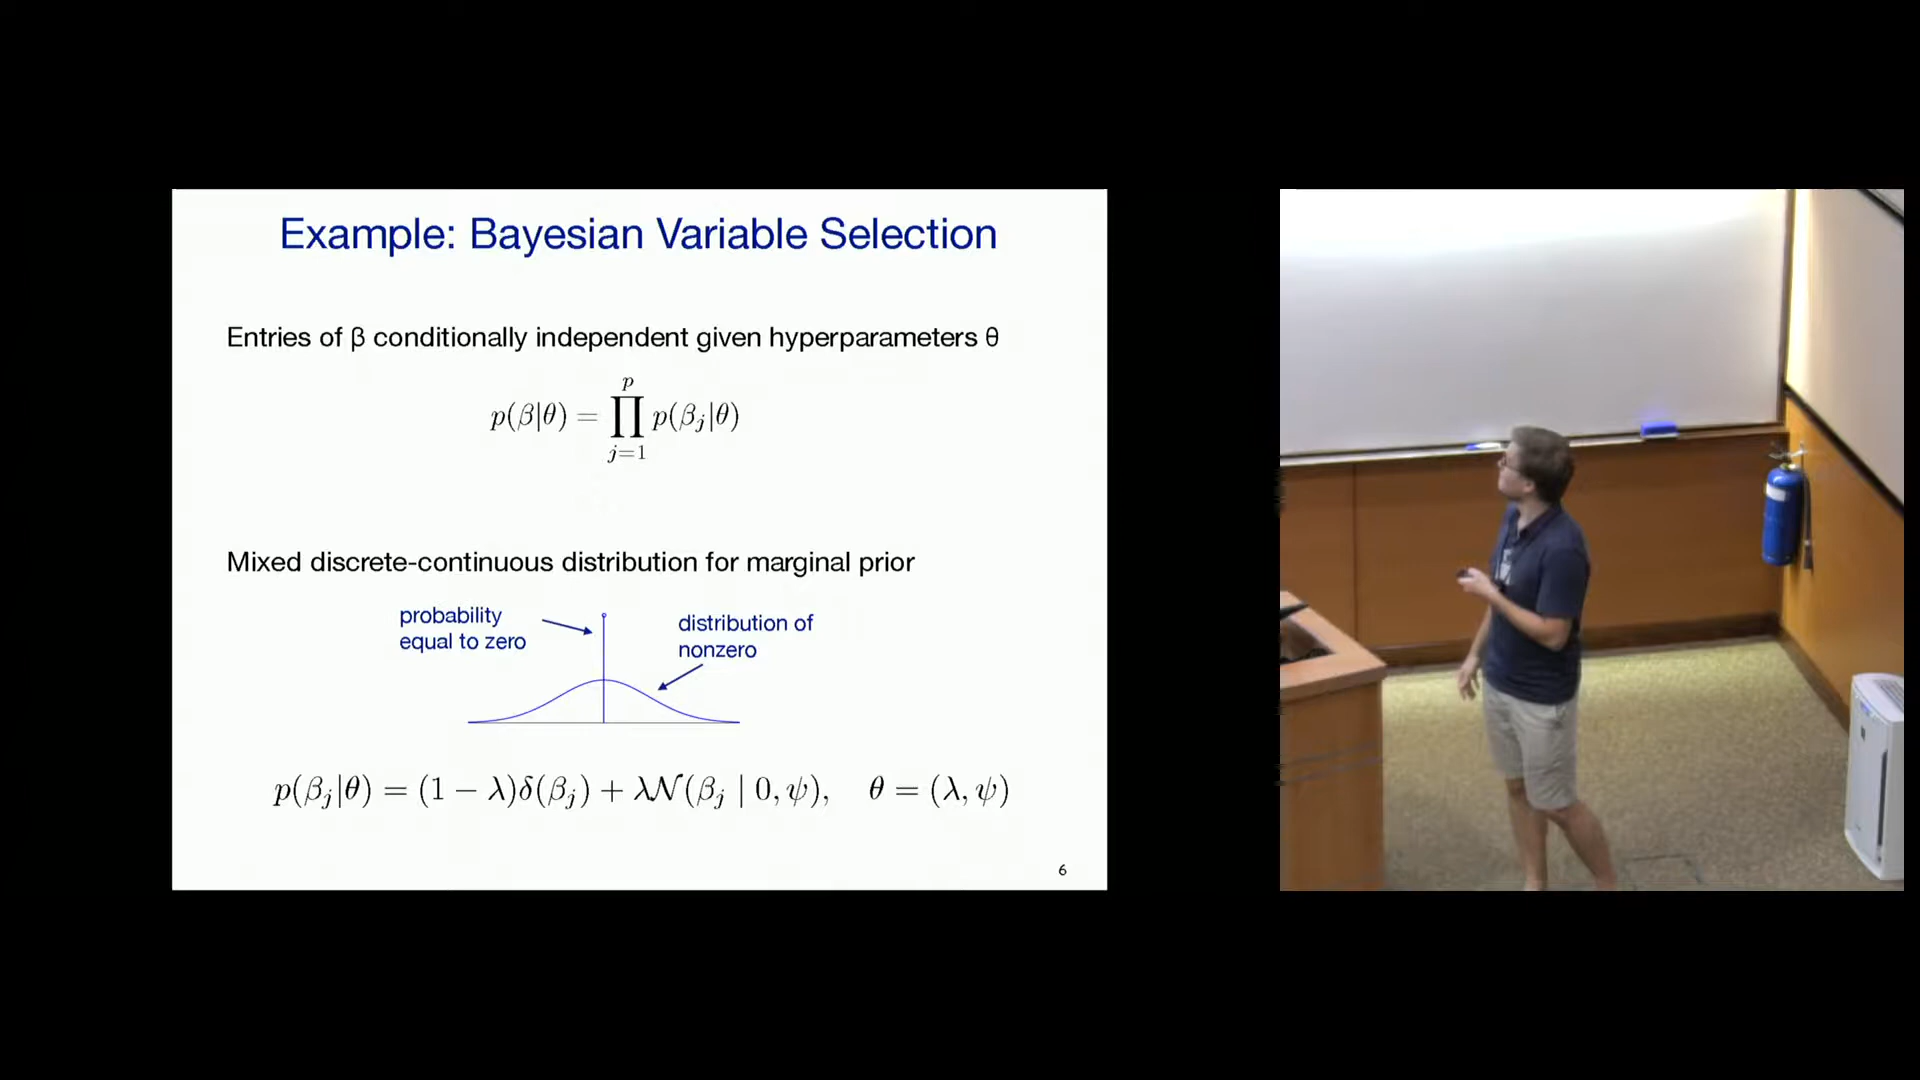 Example: Bayesian Variable Selection
Entries of β conditionally independent given hyperparameters θ
p(β|θ) = ∏_{j=1}^{p} p(β_j|θ)
Mixed discrete-continuous distribution for marginal prior
probability
equal to zero
distribution of
nonzero
p(β_j|θ) = (1 − λ)δ(β_j) + λ𝒩(β_j | 0, ψ), θ = (λ, ψ)
6